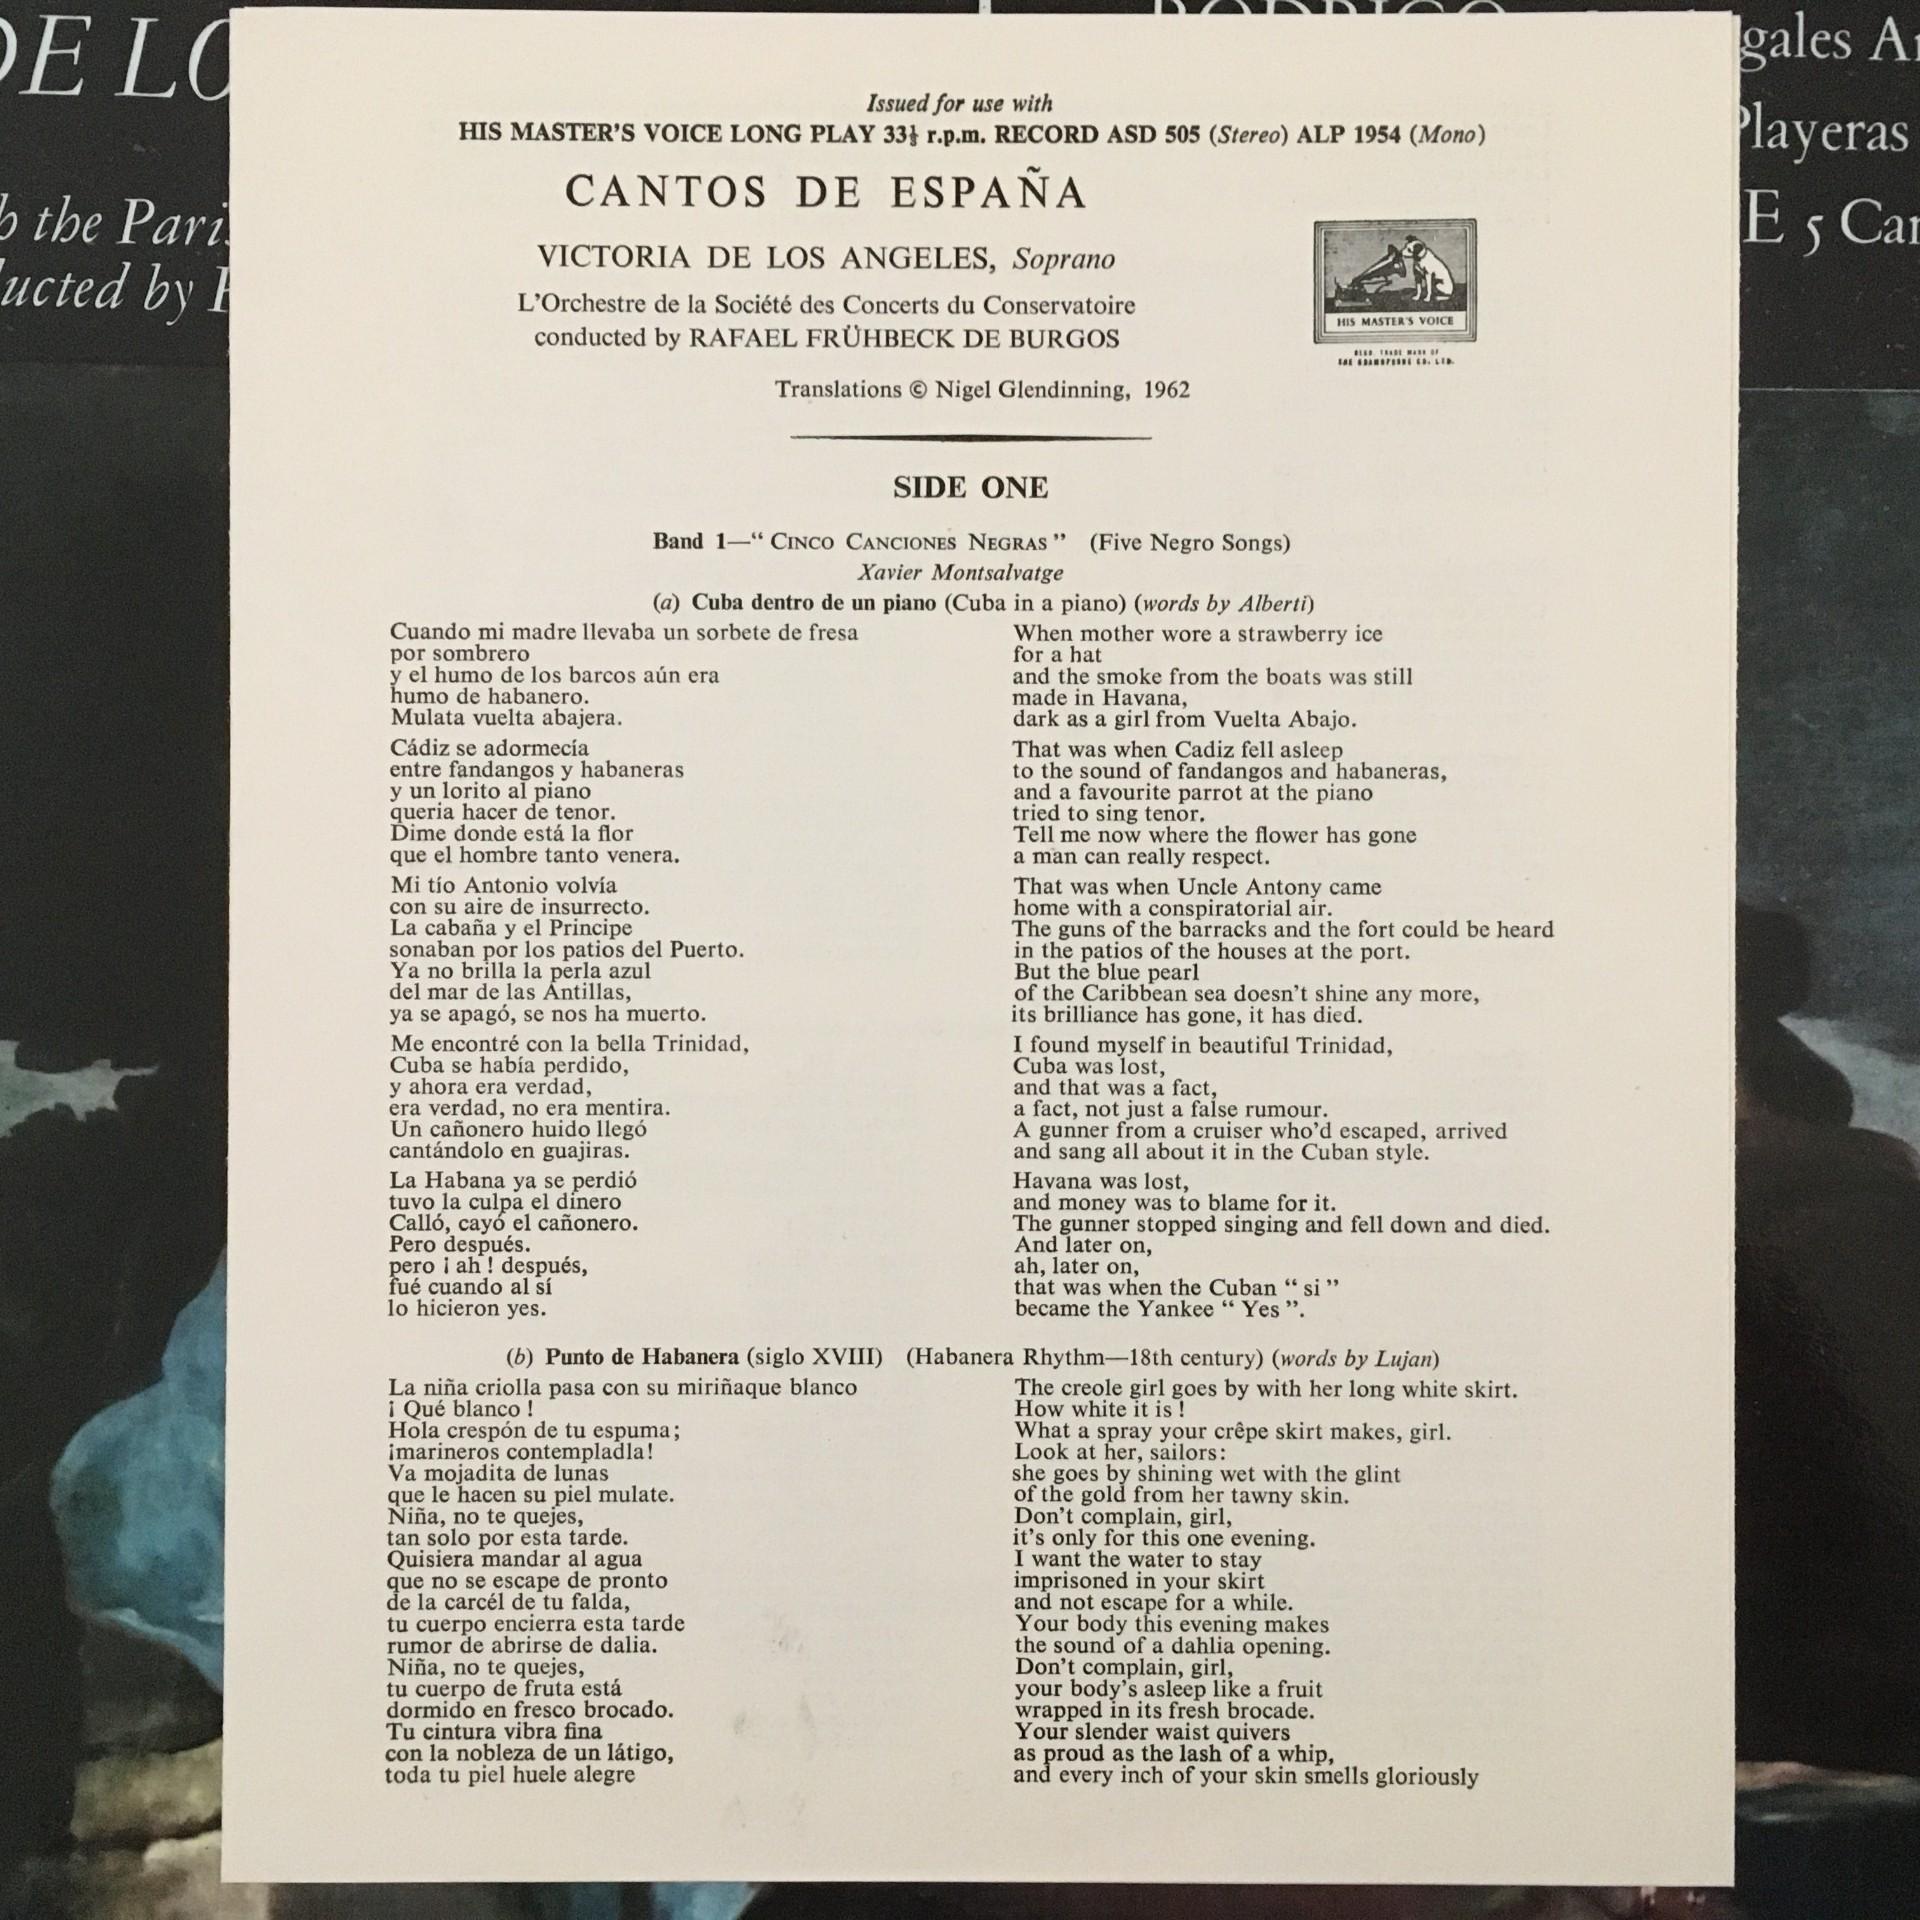 DE LO
h the Pari
ucted by
RODRIGO
gales
Playeras
E 5
Issued for use with
HIS MASTER'S VOICE LONG PLAY 33⅓ r.p.m. RECORD ASD 505 (Stereo) ALP 1954 (Mono)
CANTOS DE ESPAÑA
VICTORIA DE LOS ANGELES, Soprano
L'Orchestre de la Société des Concerts du Conservatoire
conducted by RAFAEL FRÜHBECK DE BURGOS
HIS MASTER'S VOICE
REGD. TRADE MARK OF
THE GRAMOPHONE CO. LTD.
Translations © Nigel Glendinning, 1962
SIDE ONE
Band 1—“ CINCO CANCIONES NEGRAS ” (Five Negro Songs)
Xavier Montsalvatge
(a) Cuba dentro de un piano (Cuba in a piano) (words by Alberti)
Cuando mi madre llevaba un sorbete de fresa
por sombrero
y el humo de los barcos aún era
humo de habanero.
Mulata vuelta abajera.
Cádiz se adormecía
entre fandangos y habaneras
y un lorito al piano
queria hacer de tenor.
Dime donde está la flor
que el hombre tanto venera.
Mi tío Antonio volvía
con su aire de insurrecto.
La cabaña y el Principe
sonaban por los patios del Puerto.
Ya no brilla la perla azul
del mar de las Antillas,
ya se apagó, se nos ha muerto.
Me encontré con la bella Trinidad,
Cuba se había perdido,
y ahora era verdad,
era verdad, no era mentira.
Un cañonero huido llegó
cantándolo en guajiras.
La Habana ya se perdió
tuvo la culpa el dinero
Calló, cayó el cañonero.
Pero después.
pero ¡ ah ! después,
fué cuando al sí
lo hicieron yes.
When mother wore a strawberry ice
for a hat
and the smoke from the boats was still
made in Havana,
dark as a girl from Vuelta Abajo.
That was when Cadiz fell asleep
to the sound of fandangos and habaneras,
and a favourite parrot at the piano
tried to sing tenor.
Tell me now where the flower has gone
a man can really respect.
That was when Uncle Antony came
home with a conspiratorial air.
The guns of the barracks and the fort could be heard
in the patios of the houses at the port.
But the blue pearl
of the Caribbean sea doesn't shine any more,
its brilliance has gone, it has died.
I found myself in beautiful Trinidad,
Cuba was lost,
and that was a fact,
a fact, not just a false rumour.
A gunner from a cruiser who'd escaped, arrived
and sang all about it in the Cuban style.
Havana was lost,
and money was to blame for it.
The gunner stopped singing and fell down and died.
And later on,
ah, later on,
that was when the Cuban “ si ”
became the Yankee “ Yes ”.
(b) Punto de Habanera (siglo XVIII) (Habanera Rhythm—18th century) (words by Lujan)
La niña criolla pasa con su miriñaque blanco
¡ Qué blanco !
Hola crespón de tu espuma;
¡marineros contempladla!
Va mojadita de lunas
que le hacen su piel mulate.
Niña, no te quejes,
tan solo por esta tarde.
Quisiera mandar al agua
que no se escape de pronto
de la carcél de tu falda,
tu cuerpo encierra esta tarde
rumor de abrirse de dalia.
Niña, no te quejes,
tu cuerpo de fruta está
dormido en fresco brocado.
Tu cintura vibra fina
con la nobleza de un látigo,
toda tu piel huele alegre
The creole girl goes by with her long white skirt.
How white it is !
What a spray your crêpe skirt makes, girl.
Look at her, sailors:
she goes by shining wet with the glint
of the gold from her tawny skin.
Don't complain, girl,
it's only for this one evening.
I want the water to stay
imprisoned in your skirt
and not escape for a while.
Your body this evening makes
the sound of a dahlia opening.
Don't complain, girl,
your body's asleep like a fruit
wrapped in its fresh brocade.
Your slender waist quivers
as proud as the lash of a whip,
and every inch of your skin smells gloriously